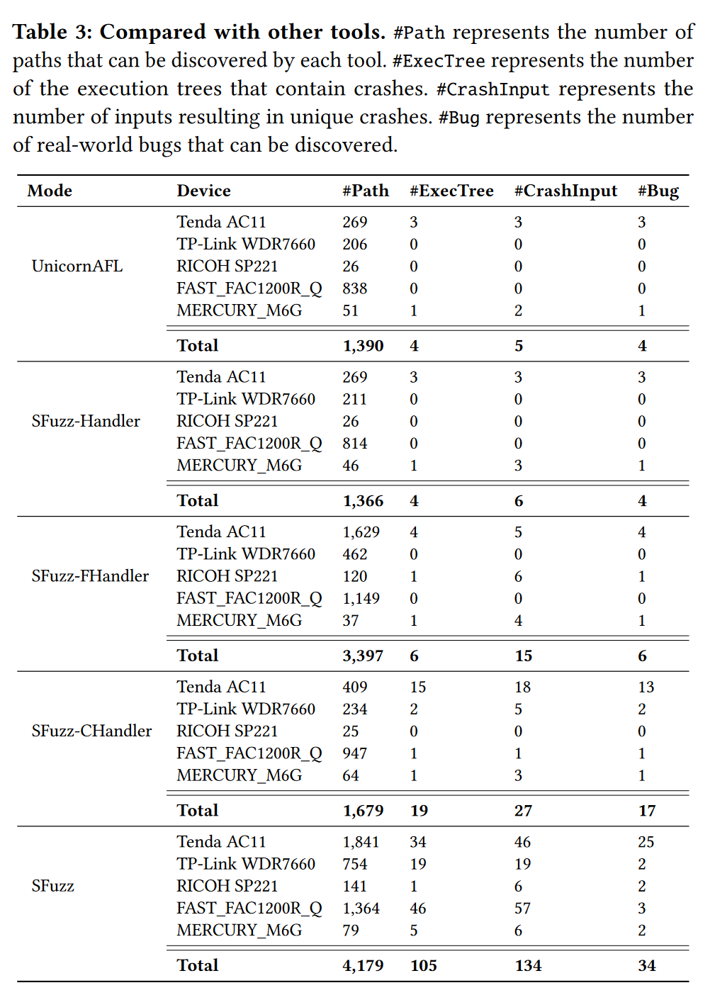 Table 3: Compared with other tools. #Path represents the number of
paths that can be discovered by each tool. #ExecTree represents the number
of the execution trees that contain crashes. #CrashInput represents the
number of inputs resulting in unique crashes. #Bug represents the number
of real-world bugs that can be discovered.
Mode Device #Path #ExecTree #CrashInput #Bug
Tenda AC11 269 3 3 3
TP-Link WDR7660 206 0 0 0
UnicornAFL RICOH SP221 26 0 0 0
FAST_FAC1200R_Q 838 0 0 0
MERCURY_M6G 51 1 2 1
Total 1,390 4 5 4
Tenda AC11 269 3 3 3
TP-Link WDR7660 211 0 0 0
SFuzz-Handler RICOH SP221 26 0 0 0
FAST_FAC1200R_Q 814 0 0 0
MERCURY_M6G 46 1 3 1
Total 1,366 4 6 4
Tenda AC11 1,629 4 5 4
TP-Link WDR7660 462 0 0 0
SFuzz-FHandler RICOH SP221 120 1 6 1
FAST_FAC1200R_Q 1,149 0 0 0
MERCURY_M6G 37 1 4 1
Total 3,397 6 15 6
Tenda AC11 409 15 18 13
TP-Link WDR7660 234 2 5 2
SFuzz-CHandler RICOH SP221 25 0 0 0
FAST_FAC1200R_Q 947 1 1 1
MERCURY_M6G 64 1 3 1
Total 1,679 19 27 17
Tenda AC11 1,841 34 46 25
TP-Link WDR7660 754 19 19 2
SFuzz RICOH SP221 141 1 6 2
FAST_FAC1200R_Q 1,364 46 57 3
MERCURY_M6G 79 5 6 2
Total 4,179 105 134 34